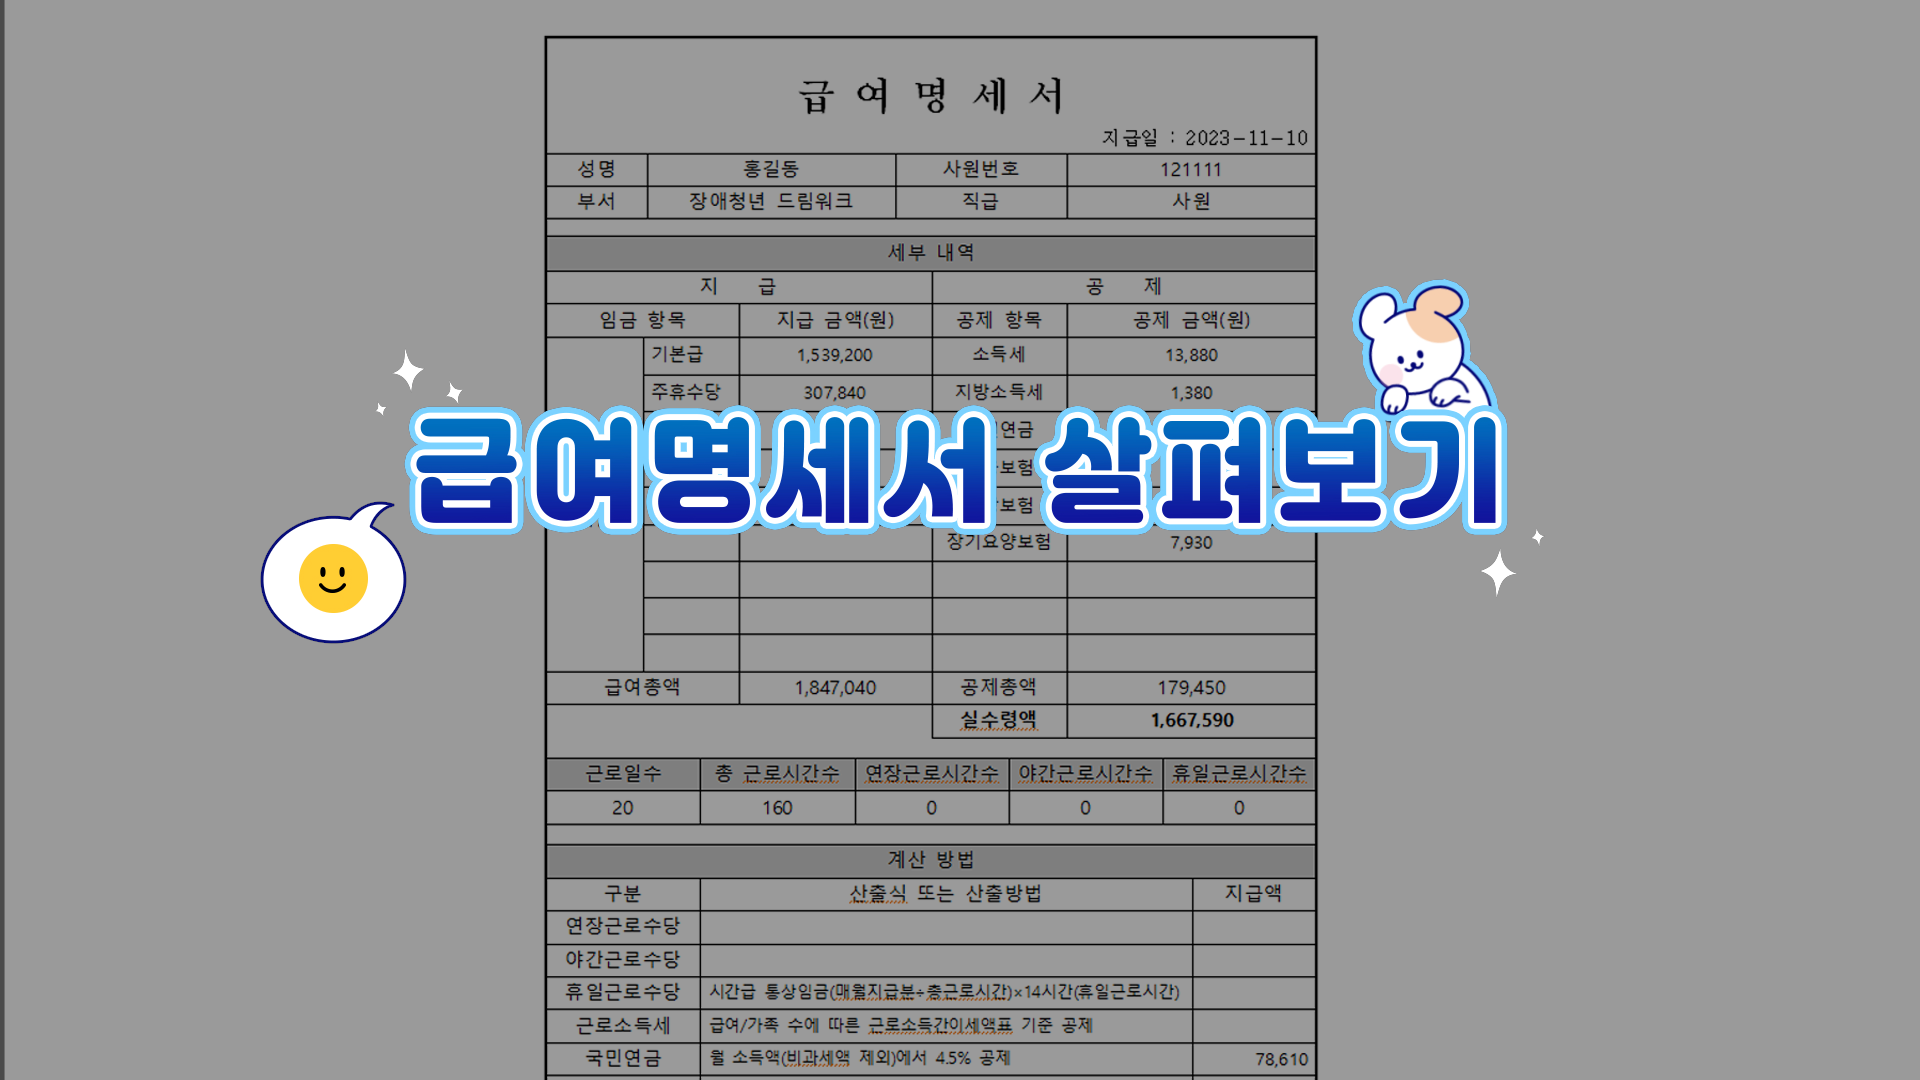 급여명세서
지급일 : 2023-11-10
성명 홍길동 사원번호 121111
부서 장애청년 드림워크 직급 사원
세부 내역
지 급 공 제
임금 항목 지급 금액(원) 공제 항목 공제 금액(원)
기본급 1,539,200 소득세 13,880
주휴수당 307,840 지방소득세 1,380
연금
보험
보험
급여명세서 살펴보기
장기요양보험 7,930
급여총액 1,847,040 공제총액 179,450
실수령액 1,667,590
근로일수 총 근로시간수 연장근로시간수 야간근로시간수 휴일근로시간수
20 160 0 0 0
계산 방법
구분 산출식 또는 산출방법 지급액
연장근로수당
야간근로수당
휴일근로수당 시간급 통상임금(매월지급분÷총근로시간)×14시간(휴일근로시간)
근로소득세 급여/가족 수에 따른 근로소득간이세액표 기준 공제
국민연금 월 소득액(비과세액 제외)에서 4.5% 공제 78,610